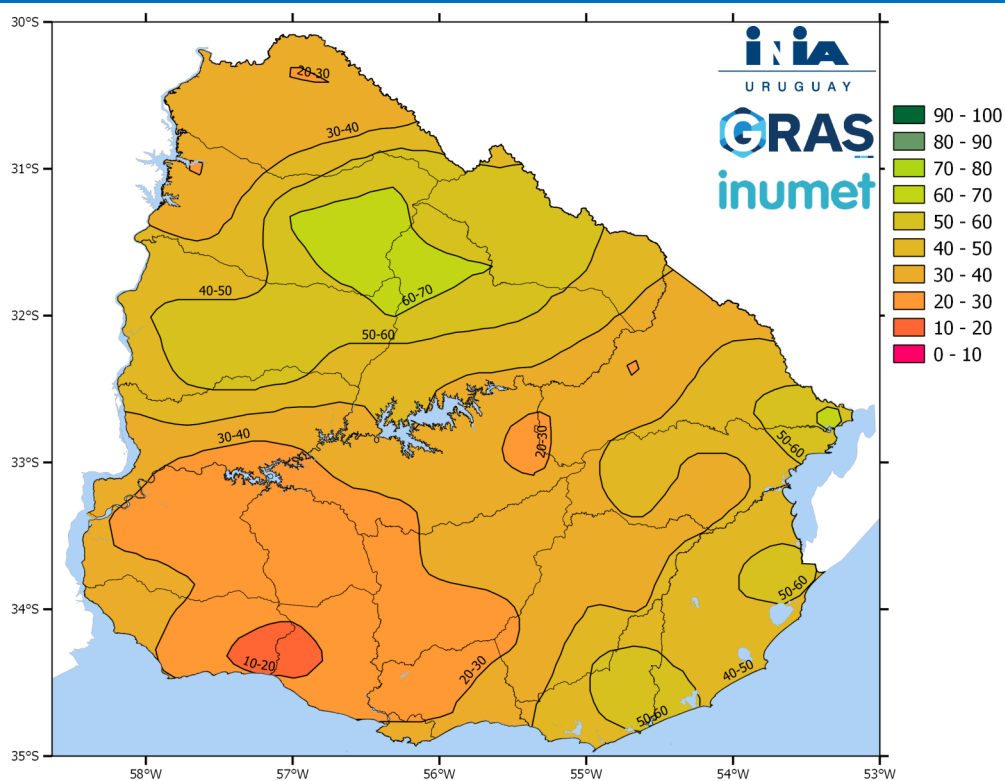 30°S
31°S
32°S
33°S
34°S
35°S
58°W
57°W
56°W
55°W
54°W
53°W
INIA
URUGUAY
GRAS
inumet
90 - 100
80 - 90
70 - 80
60 - 70
50 - 60
40 - 50
30 - 40
20 - 30
10 - 20
0 - 10
20-30
30-40
40-50
60-70
50-60
30-40
20-30
50-60
50-60
10-20
20-30
40-50
50-60